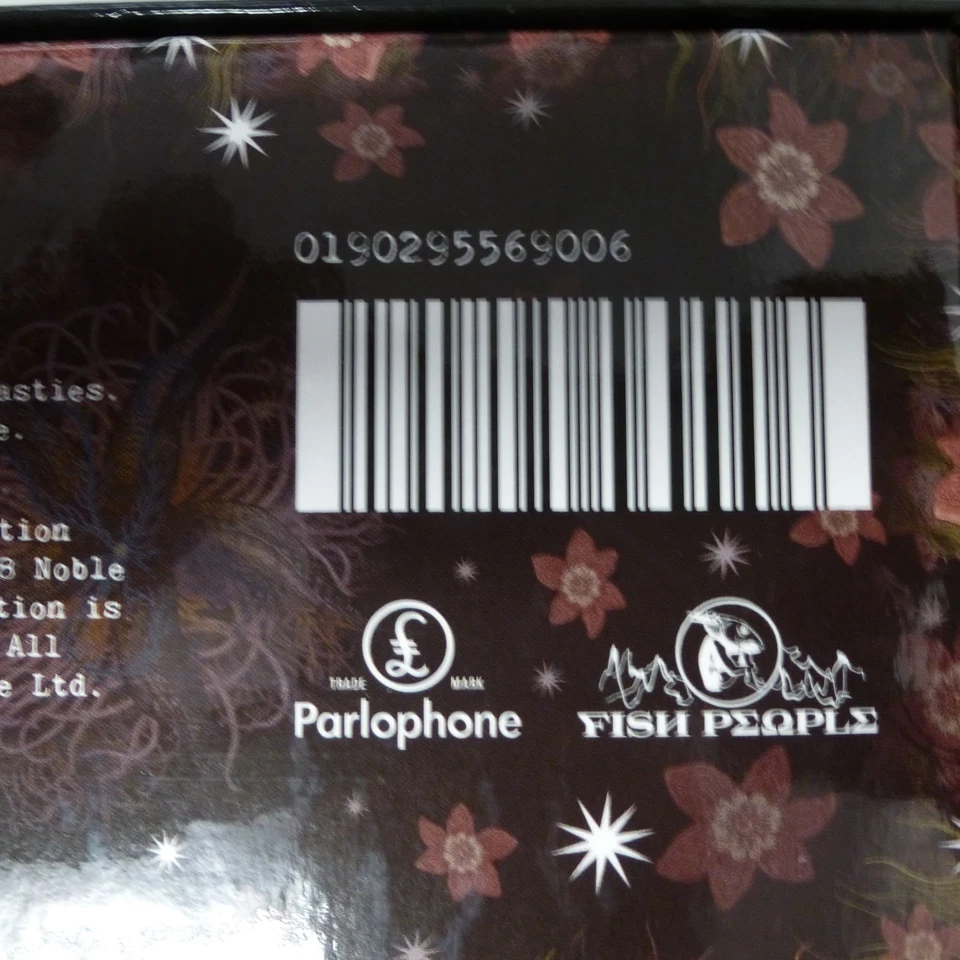 0190295569006
asties.
e.
tion
8 Noble
tion is
All
e Ltd.
TRADE MARK
Parlophone
FISH PEOPLE